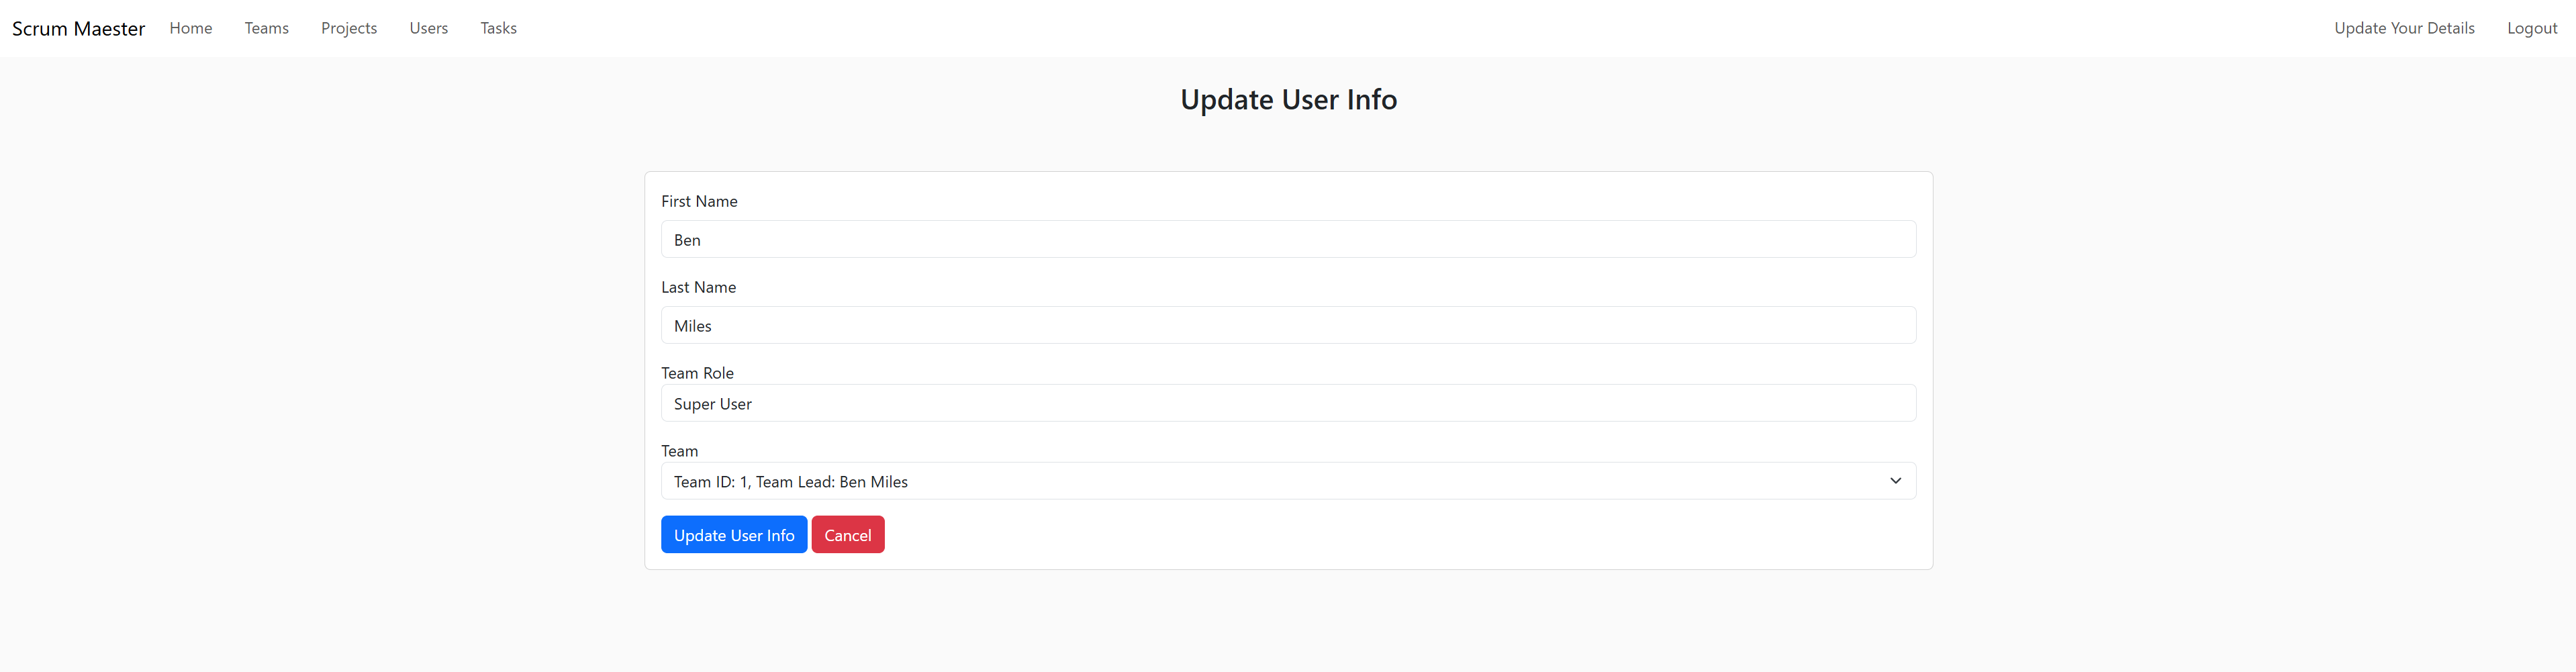 Scrum Maester Home Teams Projects Users Tasks Update Your Details Logout
Update User Info
First Name
Ben
Last Name
Miles
Team Role
Super User
Team
Team ID: 1, Team Lead: Ben Miles
Update User Info Cancel